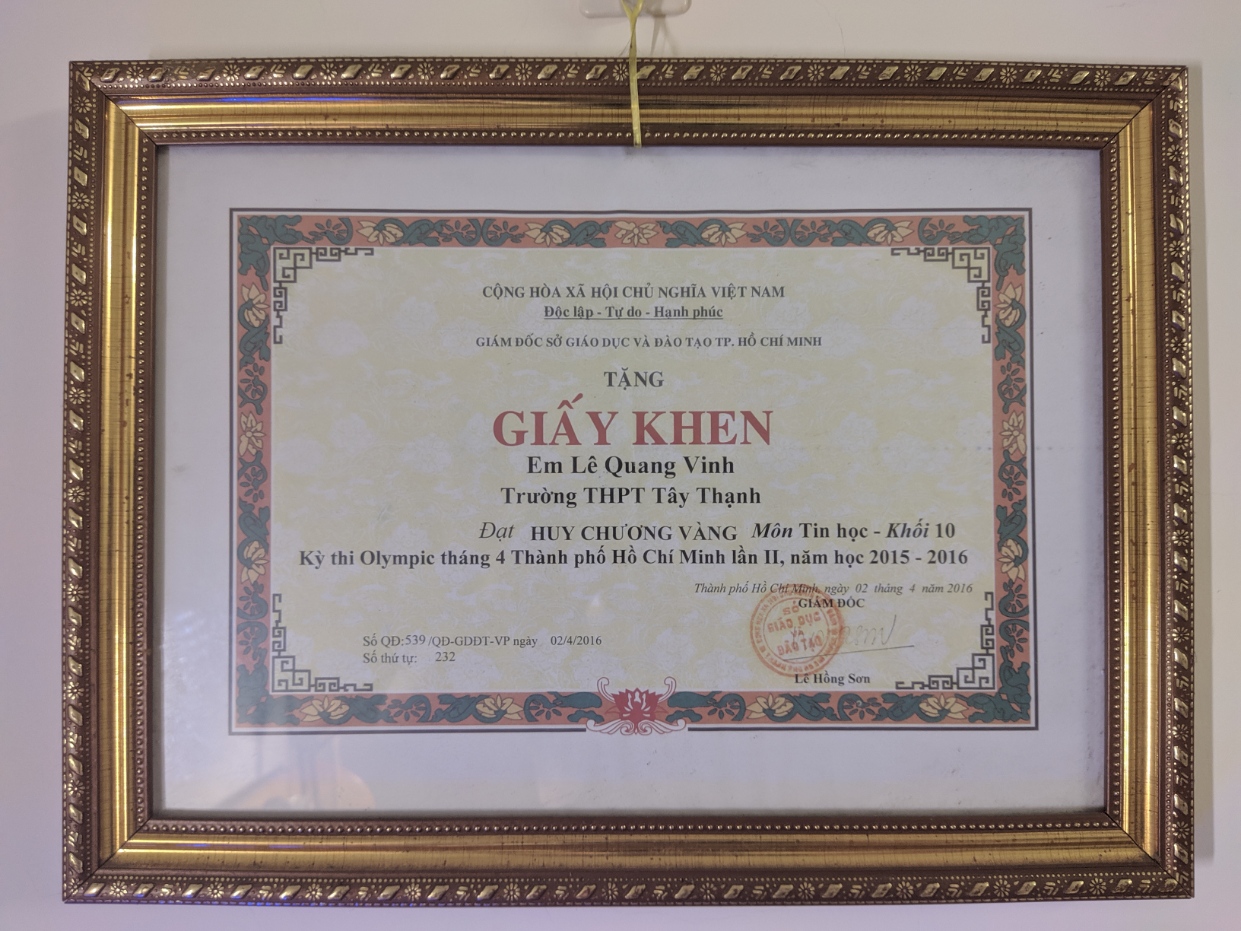 CỘNG HÒA XÃ HỘI CHỦ NGHĨA VIỆT NAM
Độc lập - Tự do - Hạnh phúc
GIÁM ĐỐC SỞ GIÁO DỤC VÀ ĐÀO TẠO TP. HỒ CHÍ MINH
TẶNG
GIẤY KHEN
Em Lê Quang Vinh
Trường THPT Tây Thạnh
Đạt HUY CHƯƠNG VÀNG Môn Tin học - Khối 10
Kỳ thi Olympic tháng 4 Thành phố Hồ Chí Minh lần II, năm học 2015 - 2016
Thành phố Hồ Chí Minh, ngày 02 tháng 4 năm 2016
GIÁM ĐỐC
SỞ
GIÁO DỤC
VÀ
ĐÀO TẠO
Số QĐ:539/QĐ-GDĐT-VP ngày 02/4/2016
Số thứ tự: 232
Lê Hồng Sơn